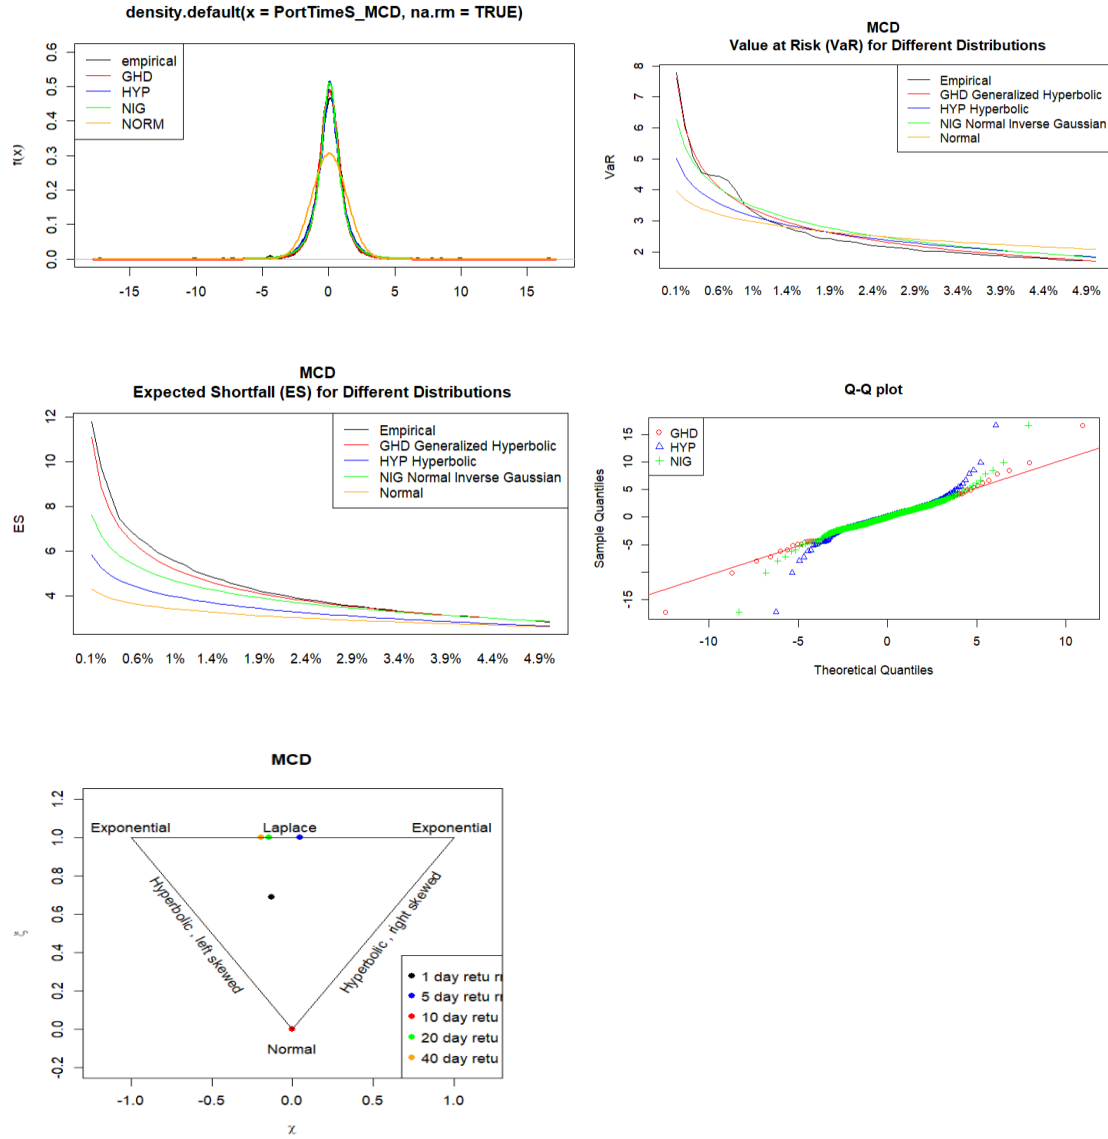 density.default(x = PortTimeS_MCD, na.rm = TRUE)
f(x)
0.0 0.1 0.2 0.3 0.4 0.5 0.6
empirical
GHD
HYP
NIG
NORM
-15 -10 -5 0 5 10 15
MCD
Value at Risk (VaR) for Different Distributions
VaR
2 3 4 5 6 7 8
Empirical
GHD Generalized Hyperbolic
HYP Hyperbolic
NIG Normal Inverse Gaussian
Normal
0.1% 0.6% 1% 1.4% 1.9% 2.4% 2.9% 3.4% 3.9% 4.4% 4.9%
MCD
Expected Shortfall (ES) for Different Distributions
ES
4 6 8 10 12
Empirical
GHD Generalized Hyperbolic
HYP Hyperbolic
NIG Normal Inverse Gaussian
Normal
0.1% 0.6% 1% 1.4% 1.9% 2.4% 2.9% 3.4% 3.9% 4.4% 4.9%
Q-Q plot
Sample Quantiles
-15 -5 0 5 10 15
GHD
HYP
NIG
-10 -5 0 5 10
Theoretical Quantiles
MCD
ξ
-0.2 0.0 0.2 0.4 0.6 0.8 1.0 1.2
Exponential Laplace Exponential
Hyperbolic , left skewed
Hyperbolic , right skewed
Normal
1 day retu rr
5 day retu rr
10 day retu
20 day retu
40 day retu
-1.0 -0.5 0.0 0.5 1.0
χ